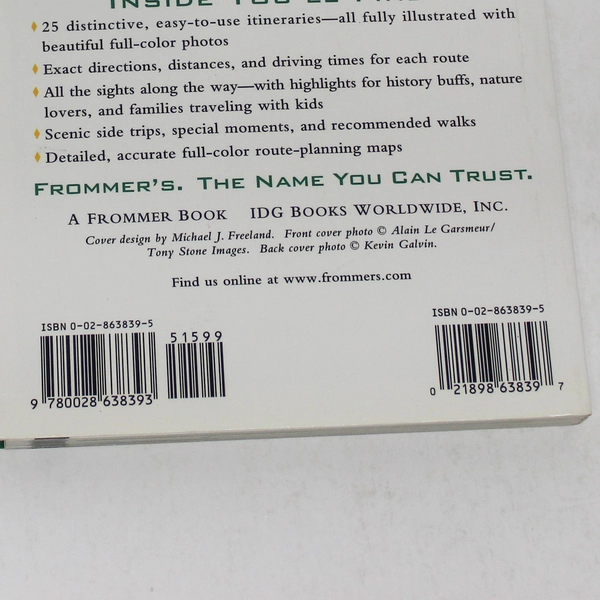 INSIDE YOU'LL FIND
♦ 25 distinctive, easy-to-use itineraries—all fully illustrated with
beautiful full-color photos
♦ Exact directions, distances, and driving times for each route
♦ All the sights along the way—with highlights for history buffs, nature
lovers, and families traveling with kids
♦ Scenic side trips, special moments, and recommended walks
♦ Detailed, accurate full-color route-planning maps
FROMMER'S. THE NAME YOU CAN TRUST.
A FROMMER BOOK IDG BOOKS WORLDWIDE, INC.
Cover design by Michael J. Freeland. Front cover photo © Alain Le Garsmeur/
Tony Stone Images. Back cover photo © Kevin Galvin.
Find us online at www.frommers.com
ISBN 0-02-863839-5
51599
9 780028 638393
ISBN 0-02-863839-5
0 21898 63839 7